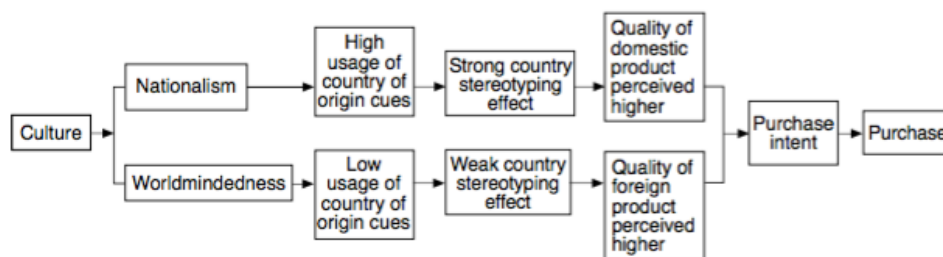 Culture
Nationalism
High
usage of
country of
origin cues
Strong country
stereotyping
effect
Quality of
domestic
product
perceived
higher
Worldmindedness
Low
usage of
country of
origin cues
Weak country
stereotyping
effect
Quality of
foreign
product
perceived
higher
Purchase
intent
Purchase